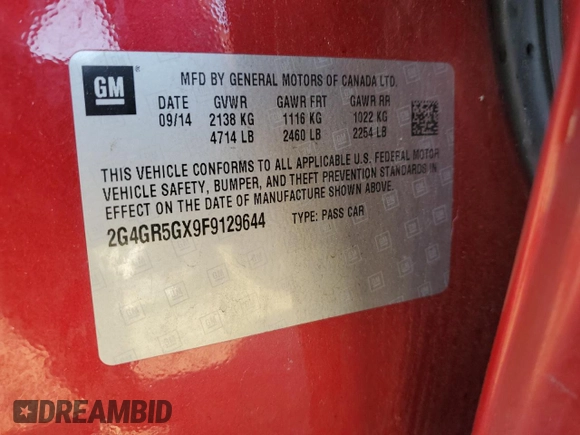 GM
MFD BY GENERAL MOTORS OF CANADA LTD.
DATE GVWR GAWR FRT GAWR RR
09/14 2138 KG 1116 KG 1022 KG
4714 LB 2460 LB 2254 LB
THIS VEHICLE CONFORMS TO ALL APPLICABLE U.S. FEDERAL MOTOR
VEHICLE SAFETY, BUMPER, AND THEFT PREVENTION STANDARDS IN
EFFECT ON THE DATE OF MANUFACTURE SHOWN ABOVE.
2G4GR5GX9F9129644 TYPE: PASS CAR
DREAMBID